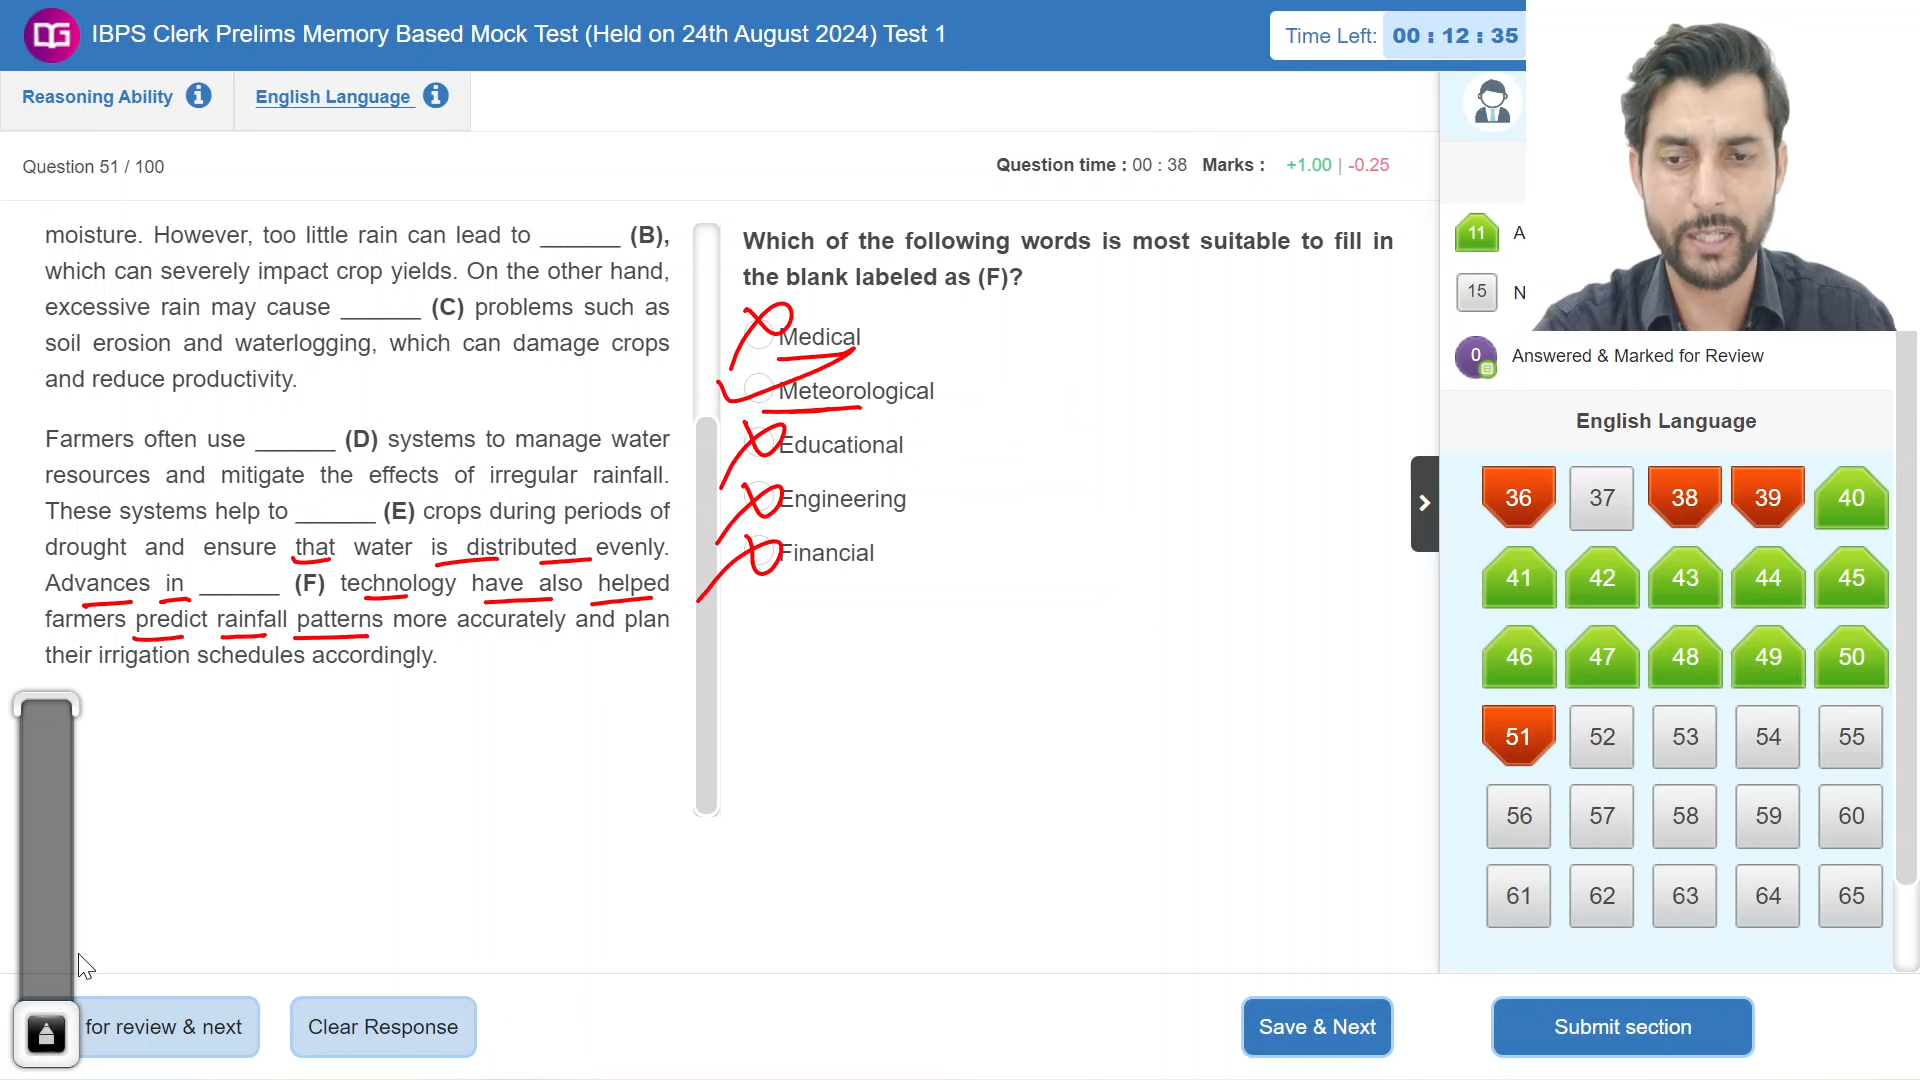 DG IBPS Clerk Prelims Memory Based Mock Test (Held on 24th August 2024) Test 1
Time Left: 00 : 12 : 35
Reasoning Ability i English Language i
Question 51 / 100
Question time : 00 : 38 Marks : +1.00 | -0.25
moisture. However, too little rain can lead to ______ (B),
which can severely impact crop yields. On the other hand,
excessive rain may cause ______ (C) problems such as
soil erosion and waterlogging, which can damage crops
and reduce productivity.
Farmers often use ______ (D) systems to manage water
resources and mitigate the effects of irregular rainfall.
These systems help to ______ (E) crops during periods of
drought and ensure that water is distributed evenly.
Advances in ______ (F) technology have also helped
farmers predict rainfall patterns more accurately and plan
their irrigation schedules accordingly.
Which of the following words is most suitable to fill in
the blank labeled as (F)?
Medical
Meteorological
Educational
Engineering
Financial
11 A
15 N
0 Answered & Marked for Review
English Language
36 37 38 39 40
41 42 43 44 45
46 47 48 49 50
51 52 53 54 55
56 57 58 59 60
61 62 63 64 65
for review & next
Clear Response
Save & Next
Submit section